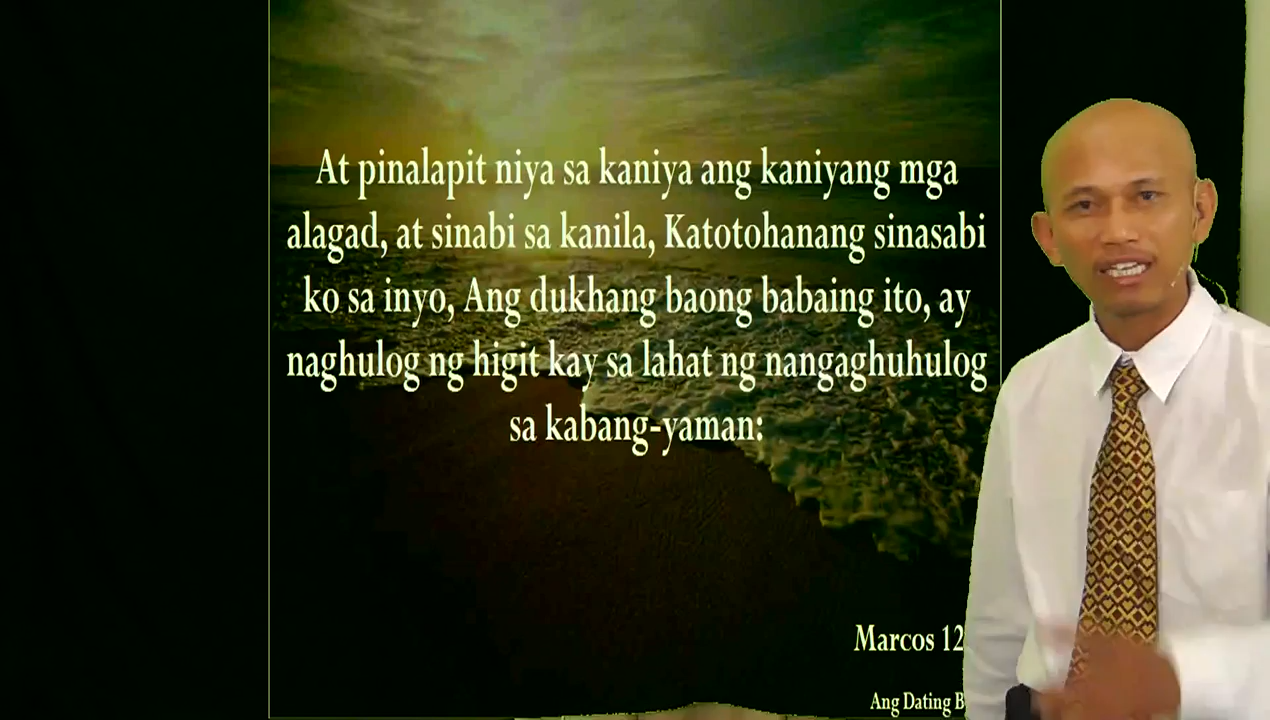 At pinalapit niya sa kaniya ang kaniyang mga
alagad, at sinabi sa kanila, Katotohanang sinasabi
ko sa inyo, Ang dukhang baong babaing ito, ay
naghulog ng higit kay sa lahat ng nangaghuhulog
sa kabang-yaman:
Marcos 12
Ang Dating